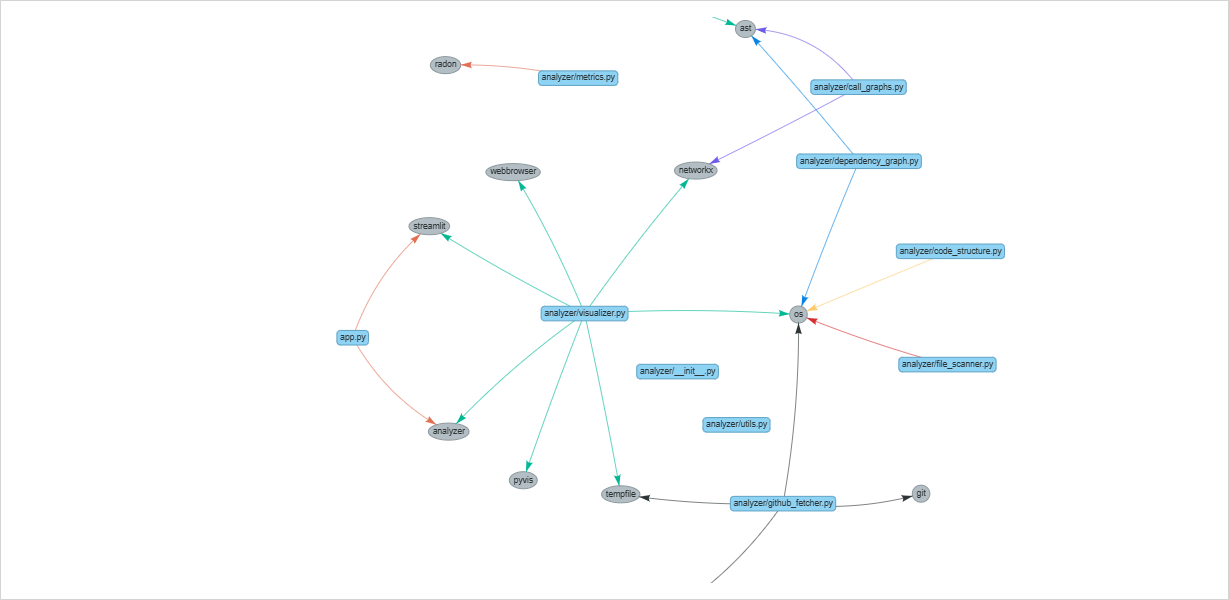 ast
radon
analyzer/metrics.py
analyzer/call_graphs.py
analyzer/dependency_graph.py
webbrowser
networkx
streamlit
analyzer/code_structure.py
analyzer/visualizer.py
os
app.py
analyzer/file_scanner.py
analyzer/__init__.py
analyzer/utils.py
analyzer
pyvis
tempfile
analyzer/github_fetcher.py
git